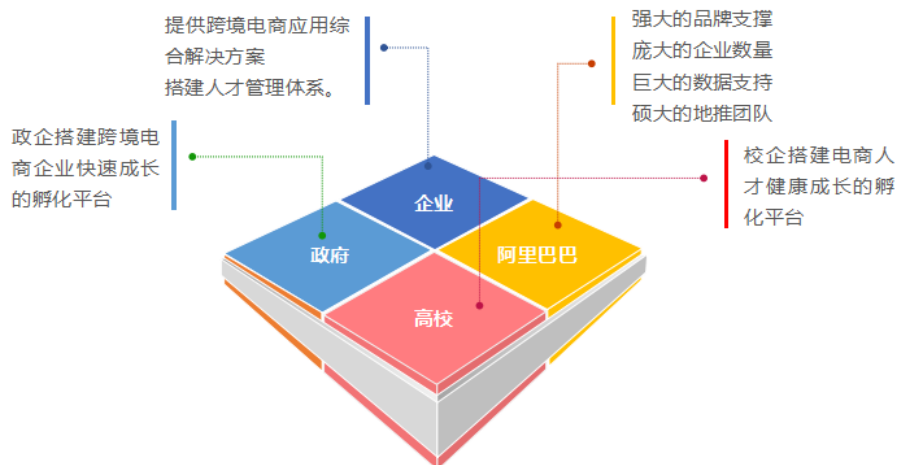 提供跨境电商应用综
合解决方案
搭建人才管理体系。
强大的品牌支撑
庞大的企业数量
巨大的数据支持
硕大的地推团队
政企搭建跨境电
商企业快速成长
的孵化平台
校企搭建电商人
才健康成长的孵
化平台
企业
政府
阿里巴巴
高校